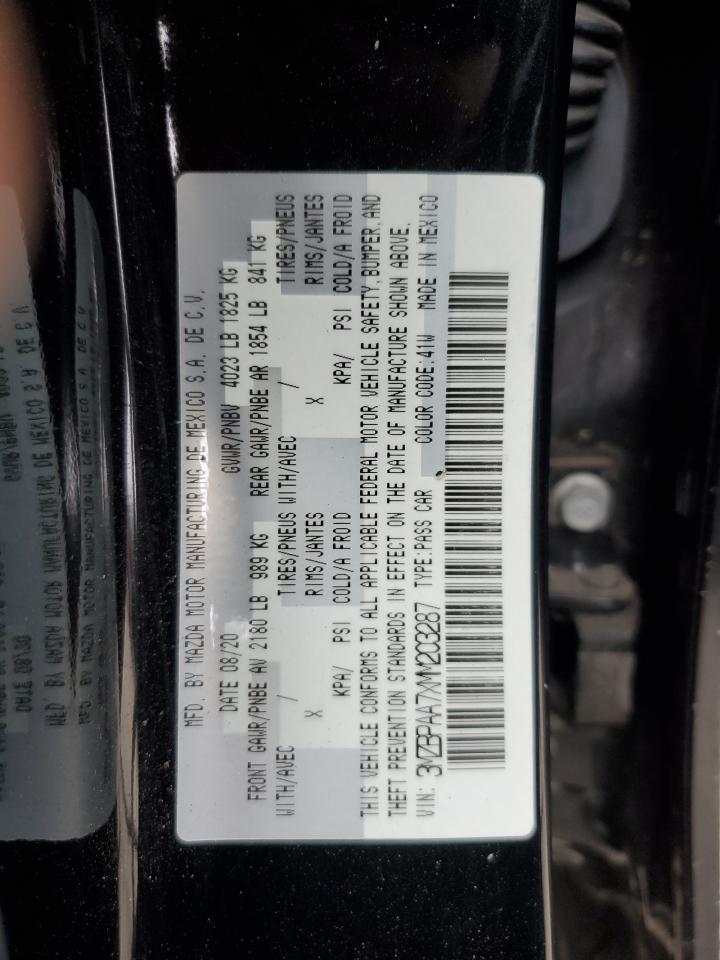 MFD. BY MAZDA MOTOR MANUFACTURING DE MEXICO S.A. DE C.V.
DATE 08/20 GVWR/PNBV 4023 LB 1825 KG
FRONT GAWR/PNBE AV 2180 LB 989 KG REAR GAWR/PNBE AR 1854 LB 841 KG
WITH/AVEC / TIRES/PNEUS WITH/AVEC / TIRES/PNEUS
X RIMS/JANTES X RIMS/JANTES
KPA/ PSI COLD/A FROID KPA/ PSI COLD/A FROID
THIS VEHICLE CONFORMS TO ALL APPLICABLE FEDERAL MOTOR VEHICLE SAFETY, BUMPER, AND
THEFT PREVENTION STANDARDS IN EFFECT ON THE DATE OF MANUFACTURE SHOWN ABOVE.
VIN: 3MZBPAA7XMM203287 TYPE:PASS CAR COLOR CODE:41W MADE IN MEXICO